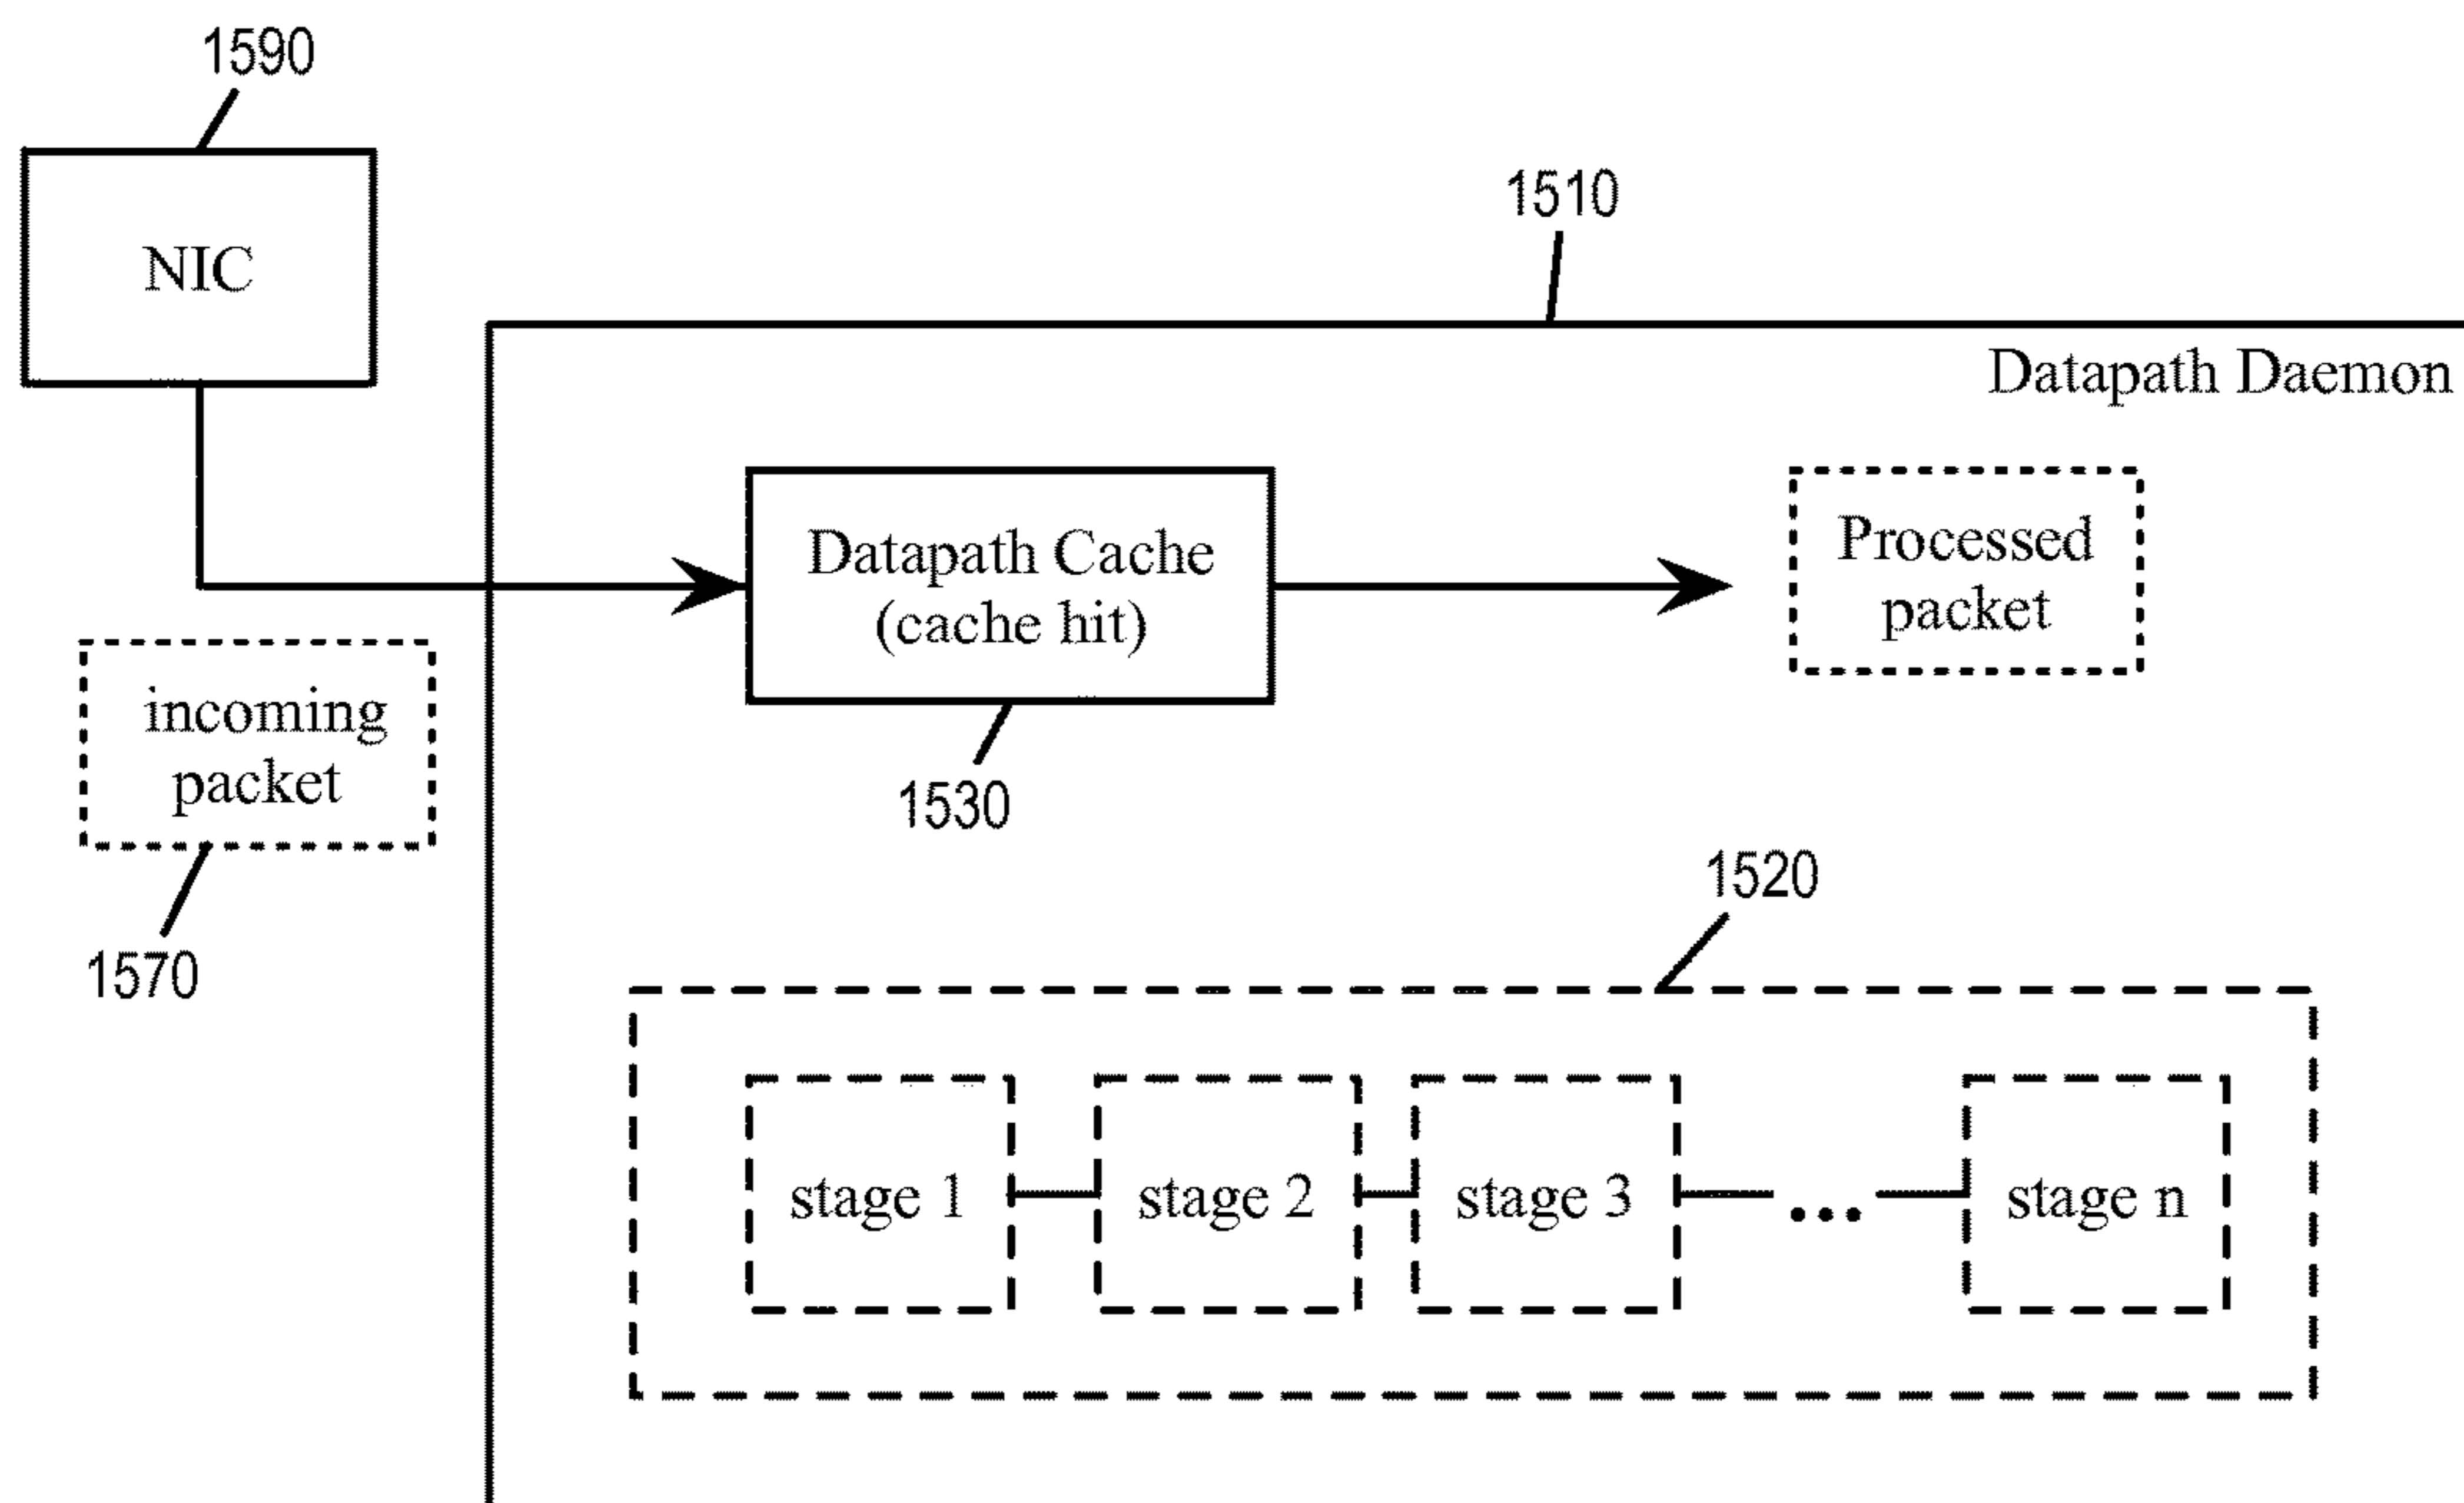 1590
NIC
1510
Datapath Daemon
Datapath Cache
(cache hit)
Processed
packet
incoming
packet
1530
1570
1520
stage 1
stage 2
stage 3
...
stage n